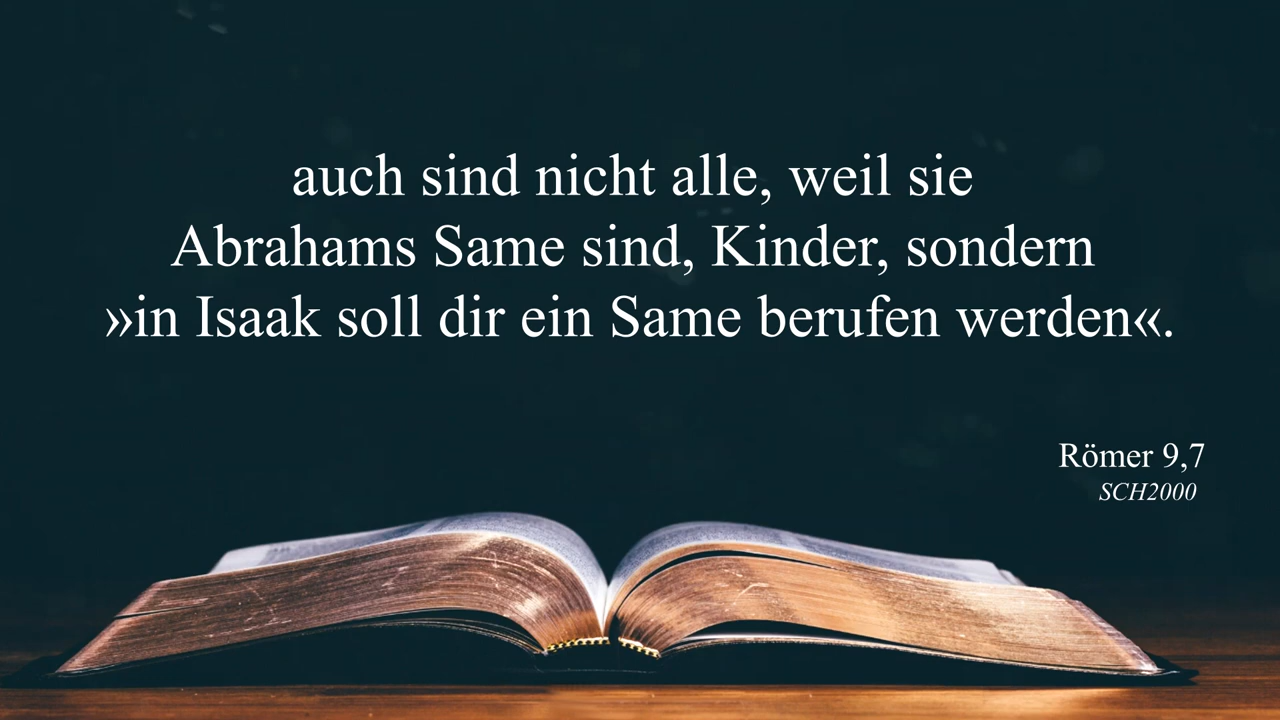 auch sind nicht alle, weil sie
Abrahams Same sind, Kinder, sondern
»in Isaak soll dir ein Same berufen werden«.
Römer 9,7
SCH2000